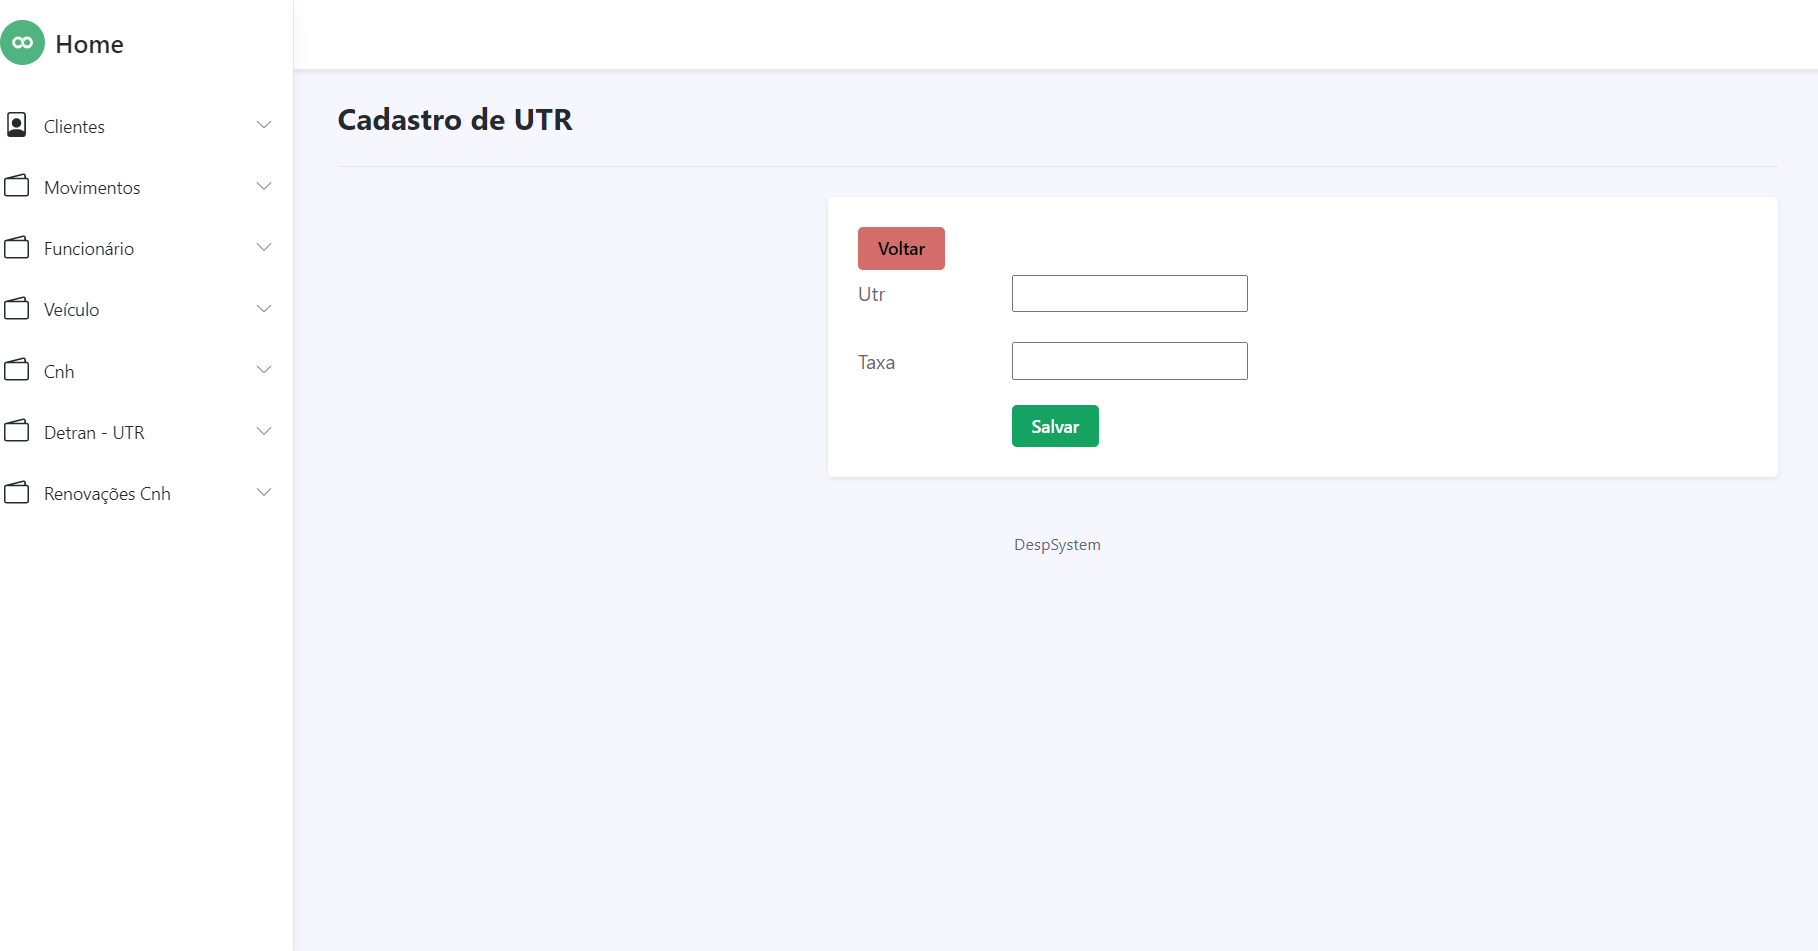 Home
Clientes
Movimentos
Funcionário
Veículo
Cnh
Detran - UTR
Renovações Cnh
Cadastro de UTR
Voltar
Utr
Taxa
Salvar
DespSystem